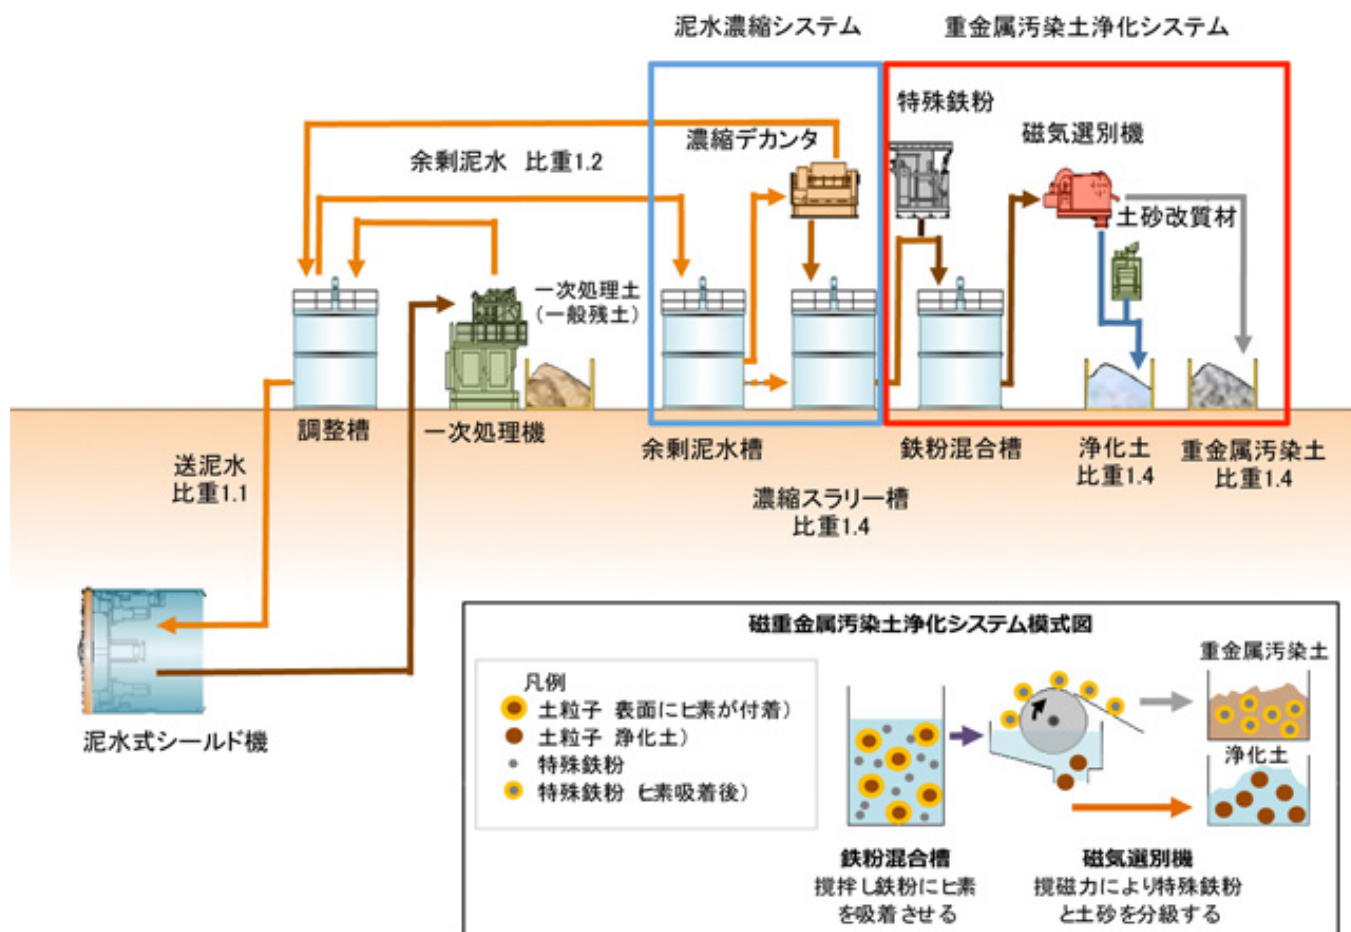 泥水濃縮システム
重金属汚染土浄化システム
特殊鉄粉
濃縮デカンタ
磁気選別機
余剰泥水 比重1.2
土砂改質材
一次処理土
(一般残土)
調整槽
一次処理機
余剰泥水槽
鉄粉混合槽
浄化土
比重1.4
重金属汚染土
比重1.4
送泥水
比重1.1
濃縮スラリー槽
比重1.4
泥水式シールド機
磁重金属汚染土浄化システム模式図
凡例
土粒子 表面にヒ素が付着)
土粒子 浄化土)
特殊鉄粉
特殊鉄粉 ヒ素吸着後)
重金属汚染土
浄化土
鉄粉混合槽
撹拌し鉄粉にヒ素
を吸着させる
磁気選別機
撹磁力により特殊鉄粉
と土砂を分級する